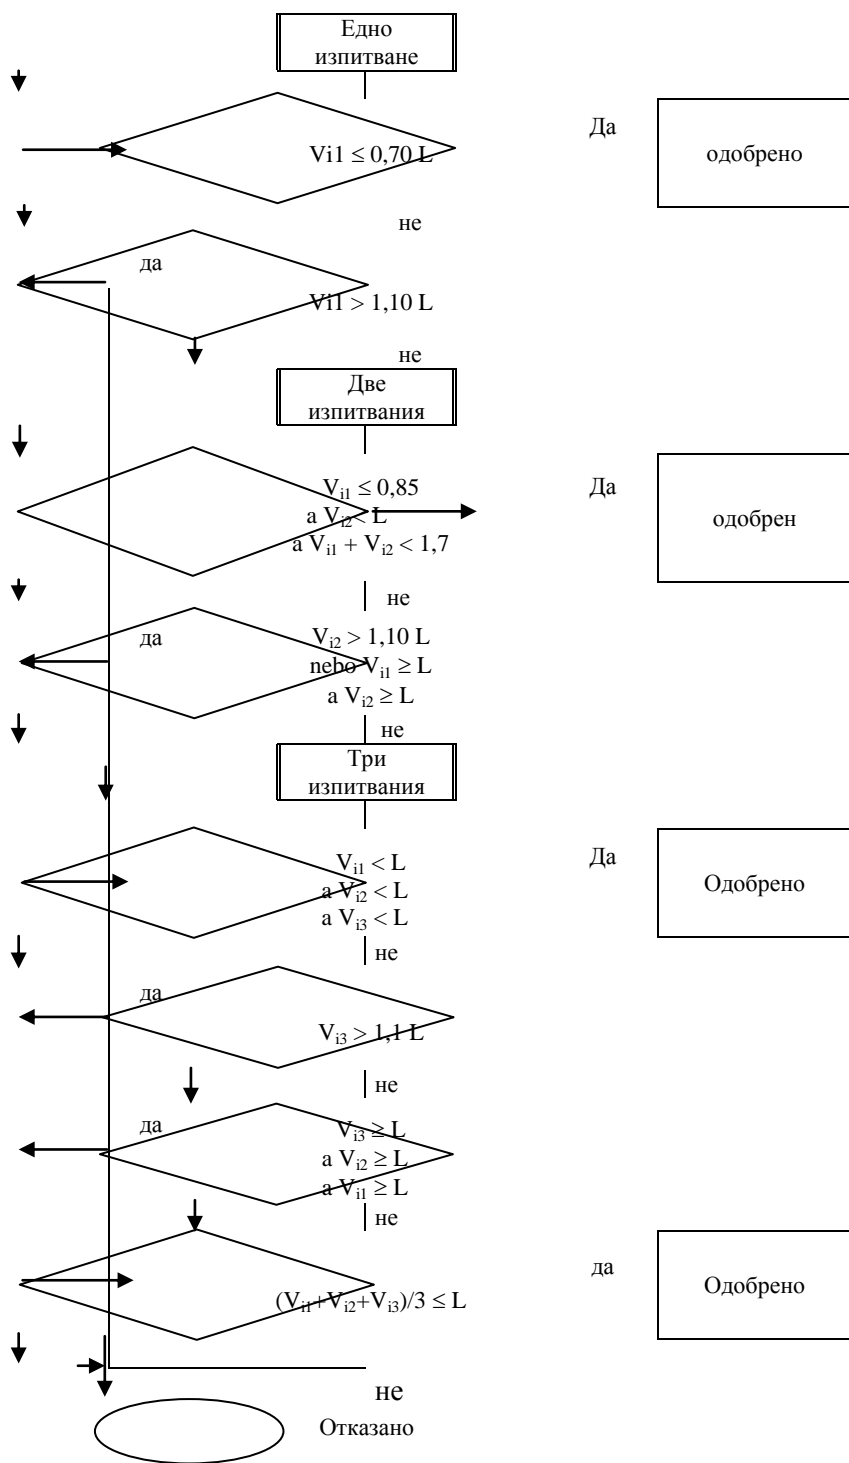 Едно
изпитване
Да
Vi1 ≤ 0,70 L
одобрено
не
да
Vi1 > 1,10 L
не
Две
изпитвания
Vi1 ≤ 0,85
Да
a Vi2 < L
одобрен
a Vi1 + Vi2 < 1,7
не
да
Vi2 > 1,10 L
nebo Vi1 ≥ L
a Vi2 ≥ L
не
Три
изпитвания
Vi1 < L
Да
a Vi2 < L
Одобрено
a Vi3 < L
не
да
Vi3 > 1,1 L
не
да
Vi3 ≥ L
a Vi2 ≥ L
a Vi1 ≥ L
не
да
Одобрено
(Vi1+Vi2+Vi3)/3 ≤ L
не
Отказано